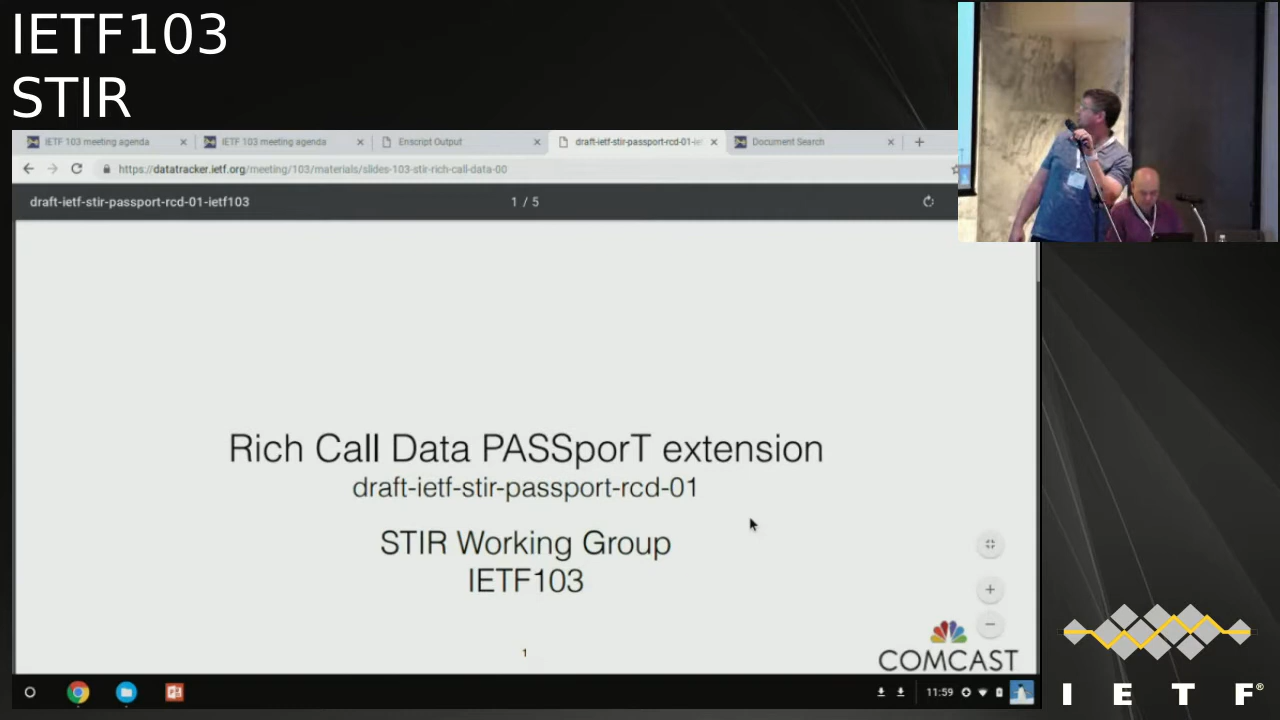 IETF103
STIR
IETF 103 meeting agenda
IETF 103 meeting agenda
Enscript Output
draft-ietf-stir-passport-rcd-01-ie
Document Search
https://datatracker.ietf.org/meeting/103/materials/slides-103-stir-rich-call-data-00
draft-ietf-stir-passport-rcd-01-ietf103
1 / 5
Rich Call Data PASSporT extension
draft-ietf-stir-passport-rcd-01
STIR Working Group
IETF103
1
COMCAST
11:59
I E T F®